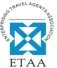 ENTERPRISING TRAVEL AGENTS ASSOCIATION
ETAA